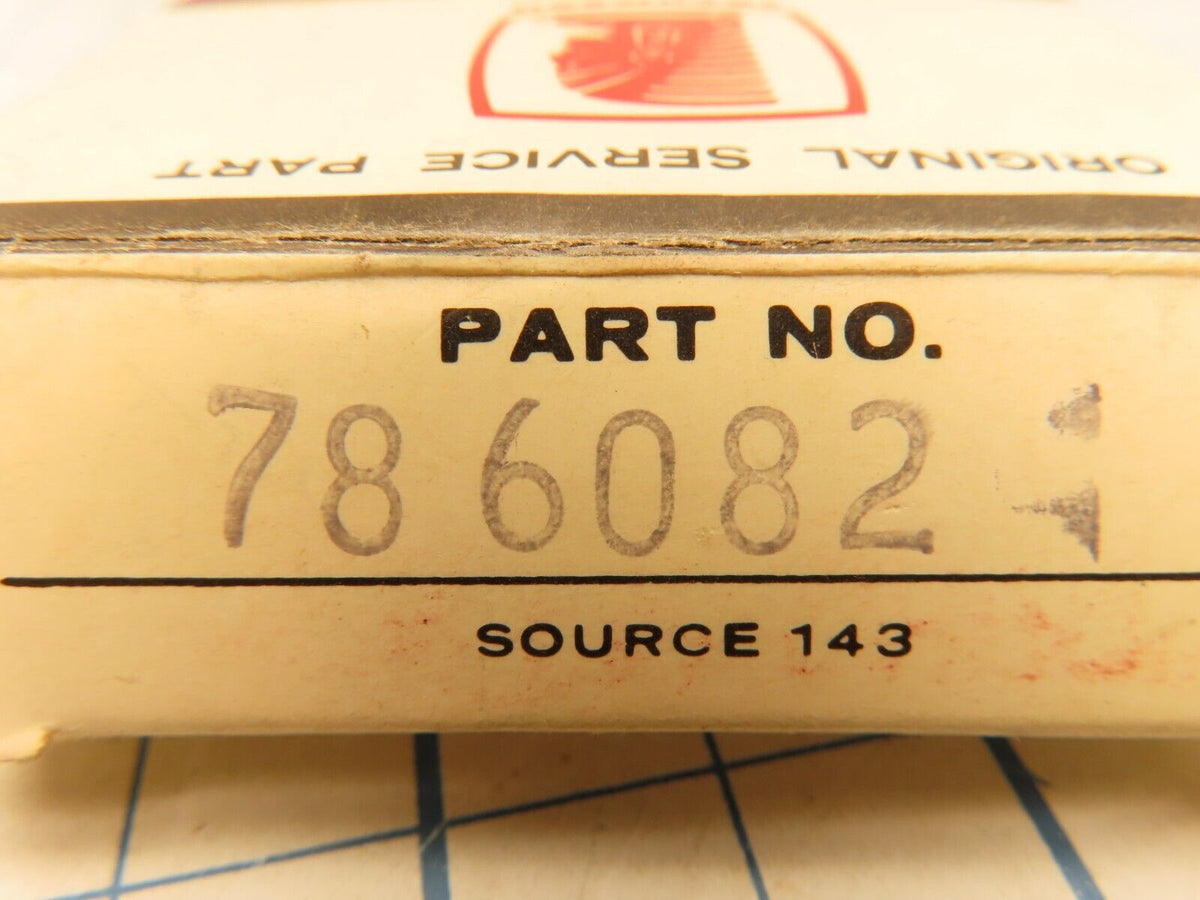 ORIGINAL SERVICE PART
PART NO.
786082
SOURCE 143